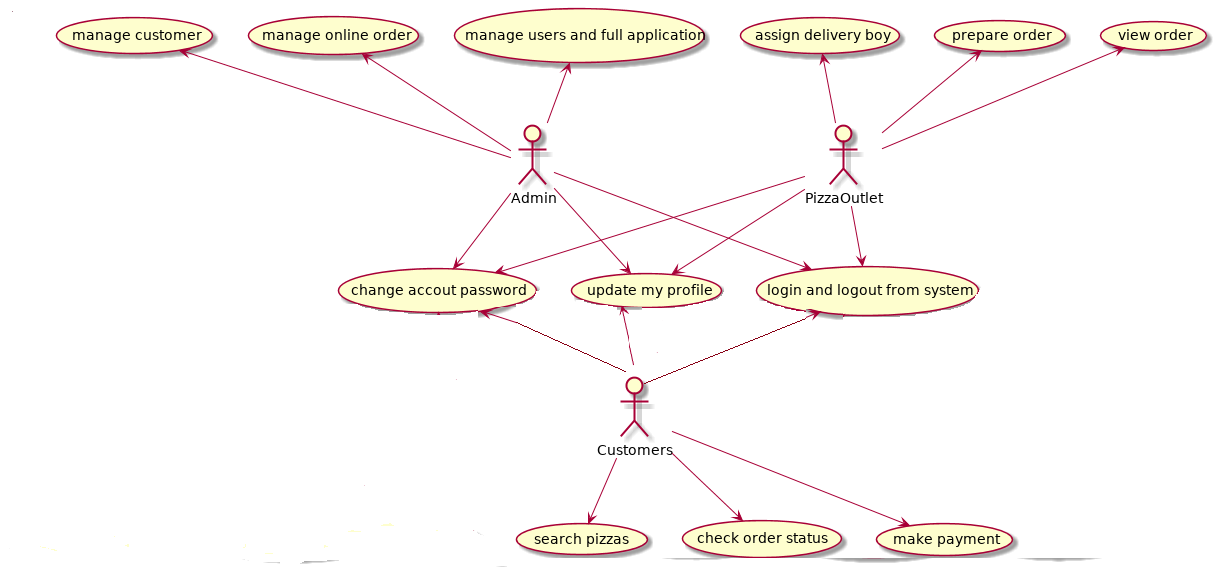 manage customer
manage online order
manage users and full application
assign delivery boy
prepare order
view order
Admin
PizzaOutlet
change accout password
update my profile
login and logout from system
Customers
search pizzas
check order status
make payment